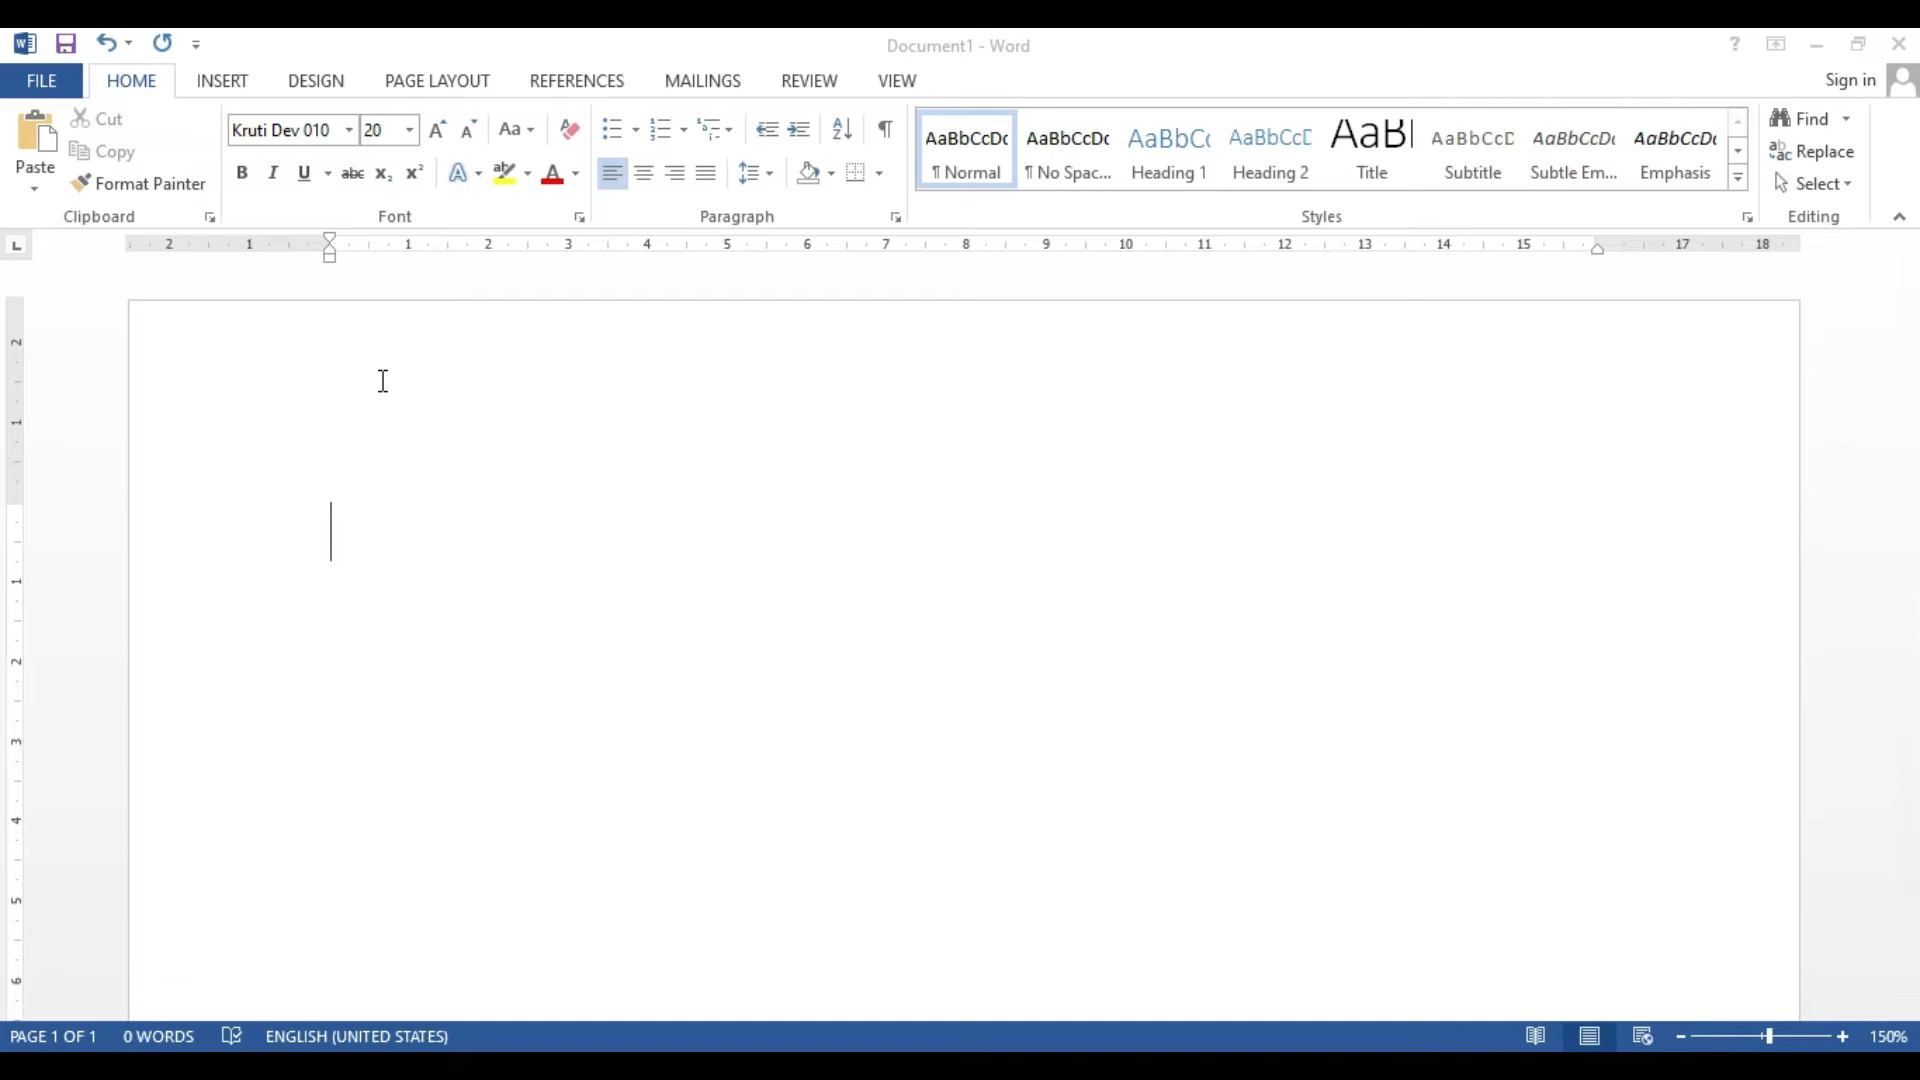 Document1 - Word
FILE HOME INSERT DESIGN PAGE LAYOUT REFERENCES MAILINGS REVIEW VIEW Sign in
Paste
Cut
Copy
Format Painter
Clipboard
Kruti Dev 010 20
Font
Paragraph
AaBbCcDc AaBbCcDc AaBbCc AaBbCcD AaBl AaBbCcD AaBbCcDc AaBbCcDc
¶ Normal ¶ No Spac... Heading 1 Heading 2 Title Subtitle Subtle Em... Emphasis
Styles
Find
Replace
Select
Editing
2 1 1 2 3 4 5 6 7 8 9 10 11 12 13 14 15 17 18
2
1
1
2
3
4
5
6
PAGE 1 OF 1 0 WORDS ENGLISH (UNITED STATES) 150%